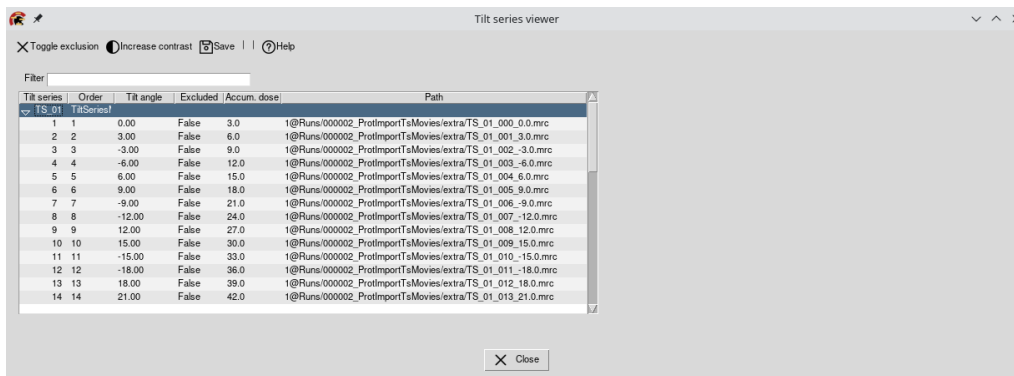 Tilt series viewer
Toggle exclusion Increase contrast Save | | Help
Filter
Tilt series Order Tilt angle Excluded Accum. dose Path
TS_01 TiltSeries
1 1 0.00 False 3.0 1@Runs/000002_ProtImportTsMovies/extra/TS_01_000_0.0.mrc
2 2 3.00 False 6.0 1@Runs/000002_ProtImportTsMovies/extra/TS_01_001_3.0.mrc
3 3 -3.00 False 9.0 1@Runs/000002_ProtImportTsMovies/extra/TS_01_002_-3.0.mrc
4 4 -6.00 False 12.0 1@Runs/000002_ProtImportTsMovies/extra/TS_01_003_-6.0.mrc
5 5 6.00 False 15.0 1@Runs/000002_ProtImportTsMovies/extra/TS_01_004_6.0.mrc
6 6 9.00 False 18.0 1@Runs/000002_ProtImportTsMovies/extra/TS_01_005_9.0.mrc
7 7 -9.00 False 21.0 1@Runs/000002_ProtImportTsMovies/extra/TS_01_006_-9.0.mrc
8 8 -12.00 False 24.0 1@Runs/000002_ProtImportTsMovies/extra/TS_01_007_-12.0.mrc
9 9 12.00 False 27.0 1@Runs/000002_ProtImportTsMovies/extra/TS_01_008_12.0.mrc
10 10 15.00 False 30.0 1@Runs/000002_ProtImportTsMovies/extra/TS_01_009_15.0.mrc
11 11 -15.00 False 33.0 1@Runs/000002_ProtImportTsMovies/extra/TS_01_010_-15.0.mrc
12 12 -18.00 False 36.0 1@Runs/000002_ProtImportTsMovies/extra/TS_01_011_-18.0.mrc
13 13 18.00 False 39.0 1@Runs/000002_ProtImportTsMovies/extra/TS_01_012_18.0.mrc
14 14 21.00 False 42.0 1@Runs/000002_ProtImportTsMovies/extra/TS_01_013_21.0.mrc
Close